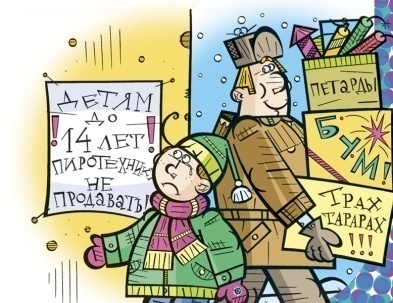 ДЕТЯМ
ДО
! 14 ЛЕТ !
ПИРОТЕХНИКУ
НЕ
ПРОДАВАТЬ!
ПЕТАРДЫ
БУМ!
ТРАХ
ТАРАРАХ
!!!